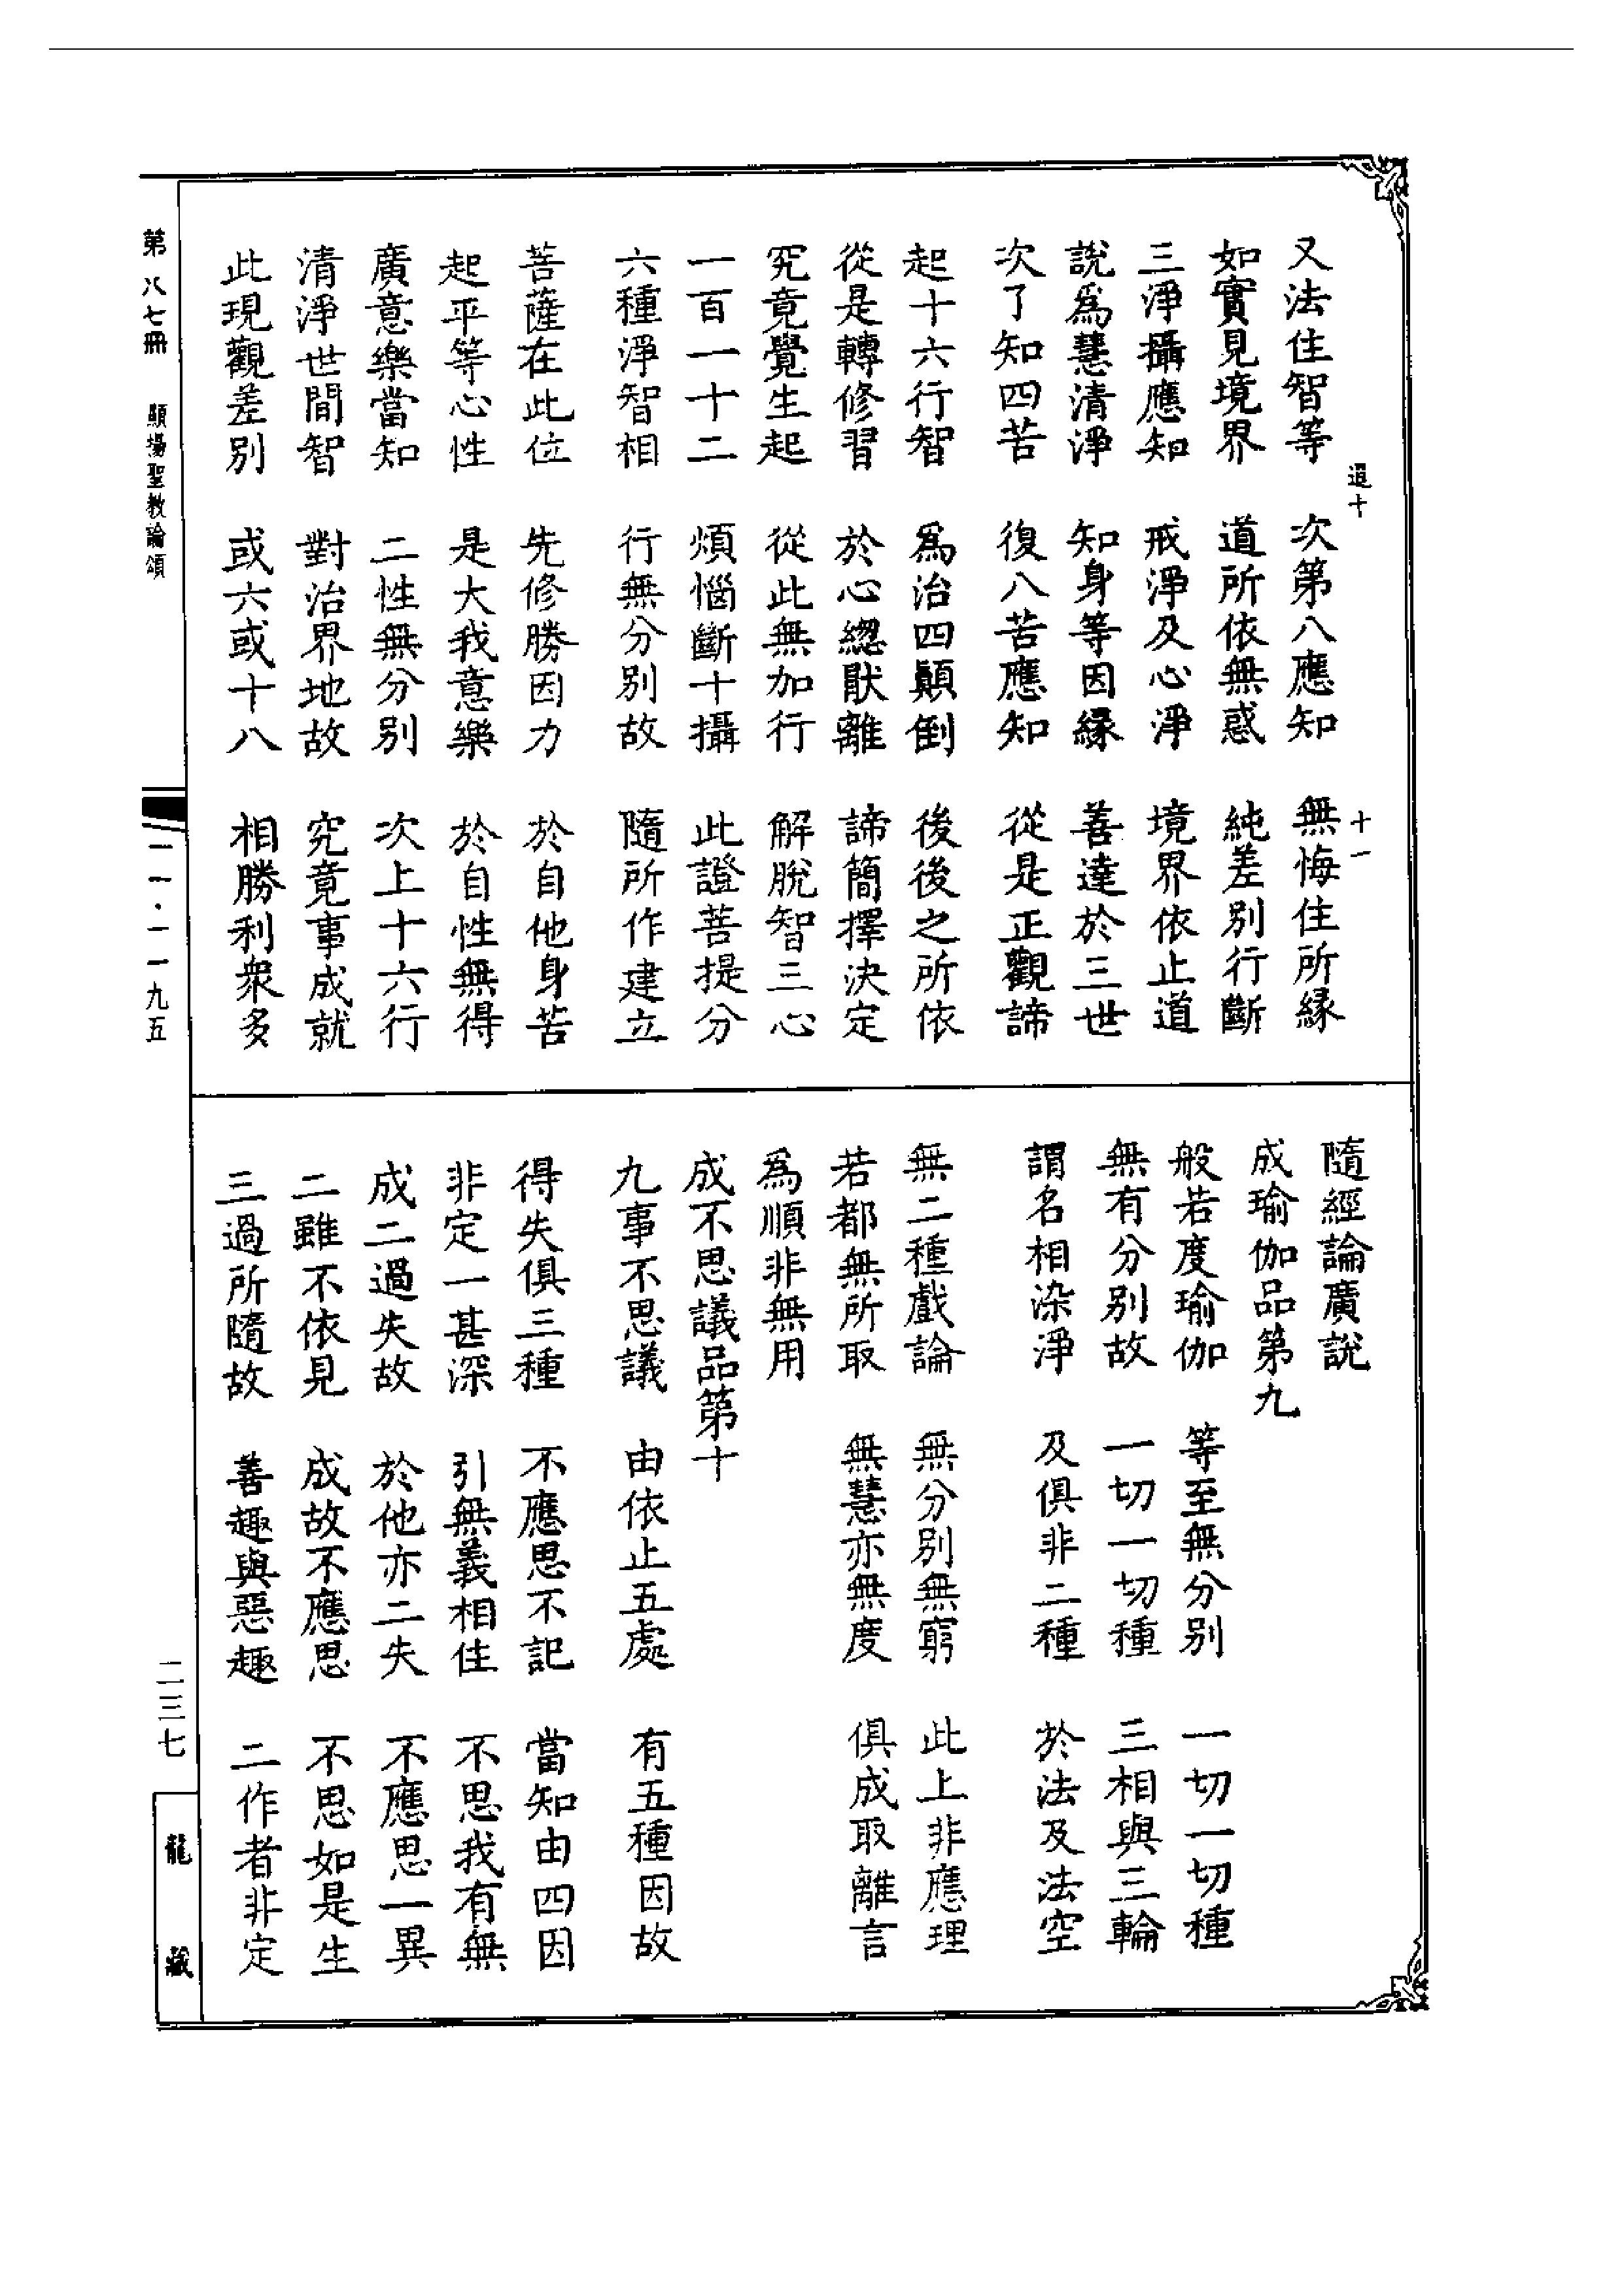 又法住智等　次第八應知　無悔住所緣
逗十　十一
如實見境界　道所依無惑　純差別行斷
三淨攝應知　戒淨及心淨　境界依止道
說爲慧清淨　知身等因緣　善達於三世
次了知四苦　復八苦應知　從是正觀諦
起十六行智　爲治四顚倒　後後之所依
從是轉修習　於心緫猒離　諦簡擇決定
究竟覺生起　從此無加行　解脫智三心
一百一十二　煩惱斷十攝　此證菩提分
六種淨智相　行無分別故　隨所作建立
菩薩在此位　先修勝因力　於自他身苦
起平等心性　是大我意樂　於自性無得
廣意樂當知　二性無分別　次上十六行
清淨世間智　對治界地故　究竟事成就
此現觀差別　或六或十八　相勝利衆多
隨經論廣說
成瑜伽品第九
般若度瑜伽　等至無分別　一切一切種
無有分別故　一切一切種　三相與三輪
謂名相染淨　及俱非二種　於法及法空
無二種戲論　無分別無窮　此上非應理
若都無所取　無慧亦無度　俱成取離言
爲順非無用
成不思議品第十
九事不思議　由依止五處　有五種因故
得失俱三種　不應思不記　當知由四因
非定一甚深　引無義相住　不思我有無
成二過失故　於他亦二失　不應思一異
二雖不依見　成故不應思　不思如是生
三過所隨故　善趣與惡趣　二作者非定
第八七冊　顯揚聖教論頌
一一·一一九五
二三七
龍藏